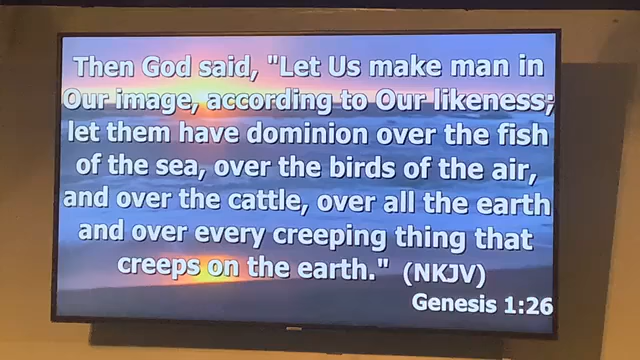 Then God said, "Let Us make man in
Our image, according to Our likeness;
let them have dominion over the fish
of the sea, over the birds of the air,
and over the cattle, over all the earth
and over every creeping thing that
creeps on the earth." (NKJV)
Genesis 1:26